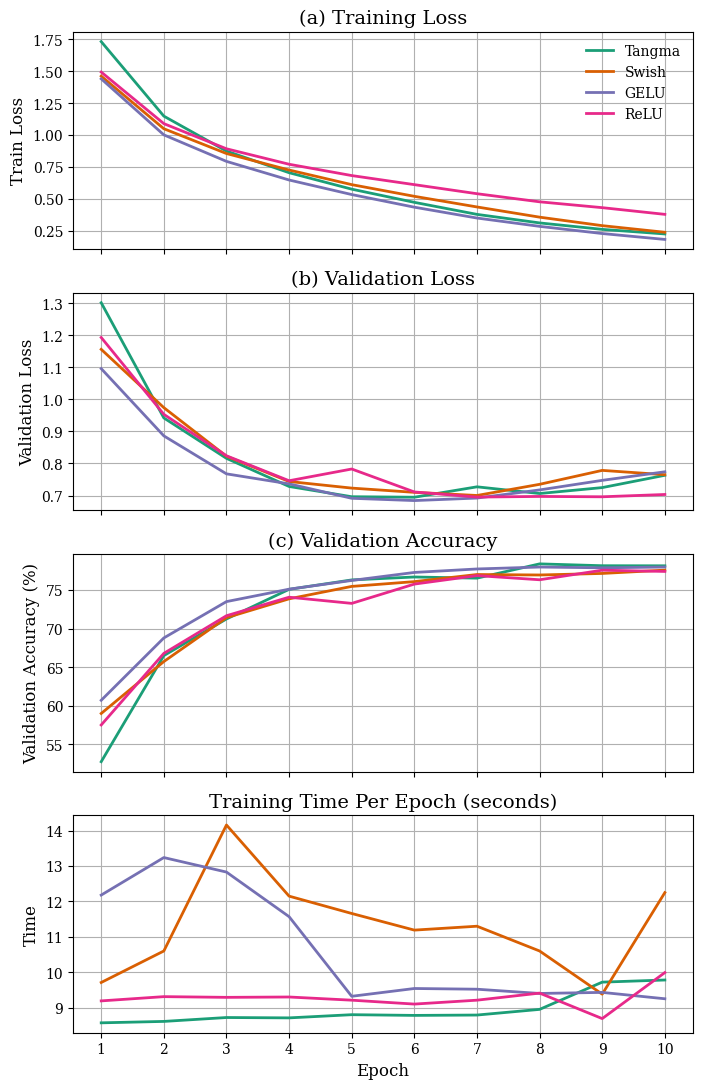 (a) Training Loss
1.75
1.50
1.25
1.00
0.75
0.50
0.25
Train Loss
Tangma
Swish
GELU
ReLU
(b) Validation Loss
1.3
1.2
1.1
1.0
0.9
0.8
0.7
Validation Loss
(c) Validation Accuracy
75
70
65
60
55
Validation Accuracy (%)
Training Time Per Epoch (seconds)
14
13
12
11
10
9
Time
1 2 3 4 5 6 7 8 9 10
Epoch